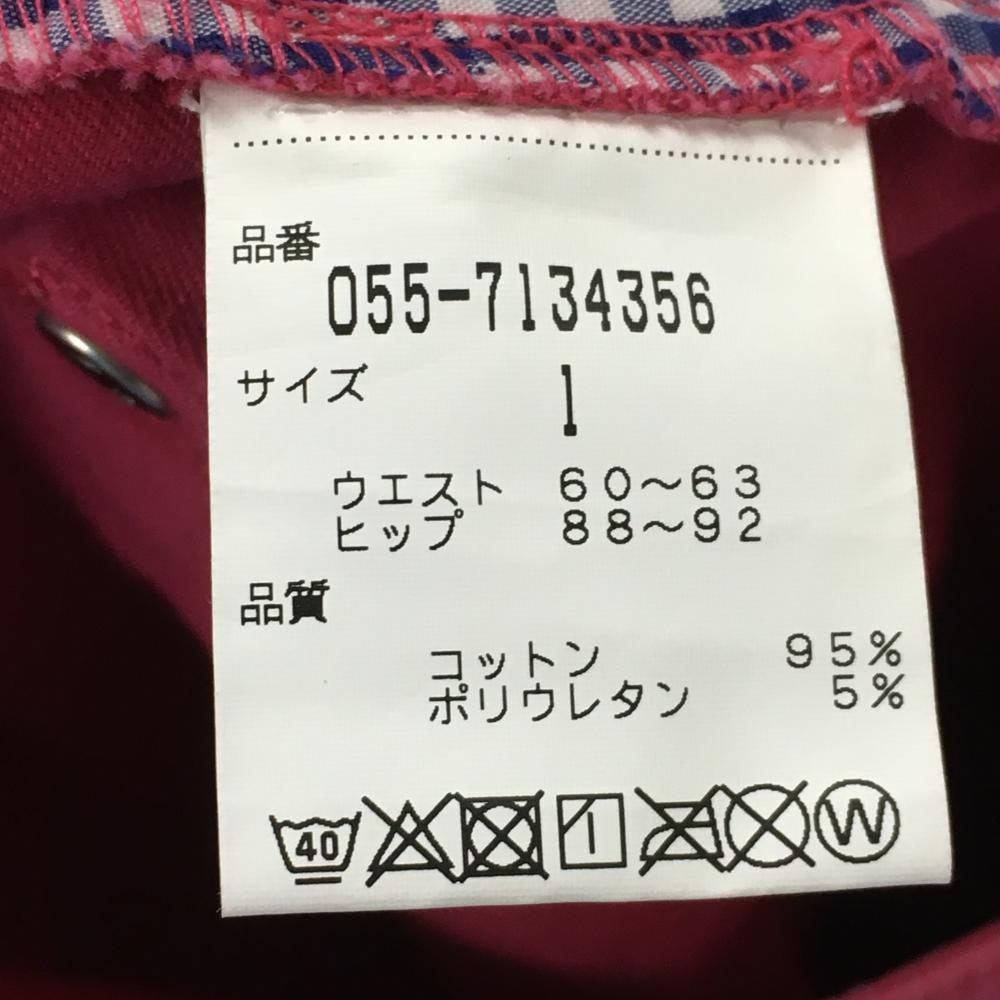 品番
055-7134356
サイズ 1
ウエスト 60〜63
ヒップ 88〜92
品質
コットン 95%
ポリウレタン 5%
40 W